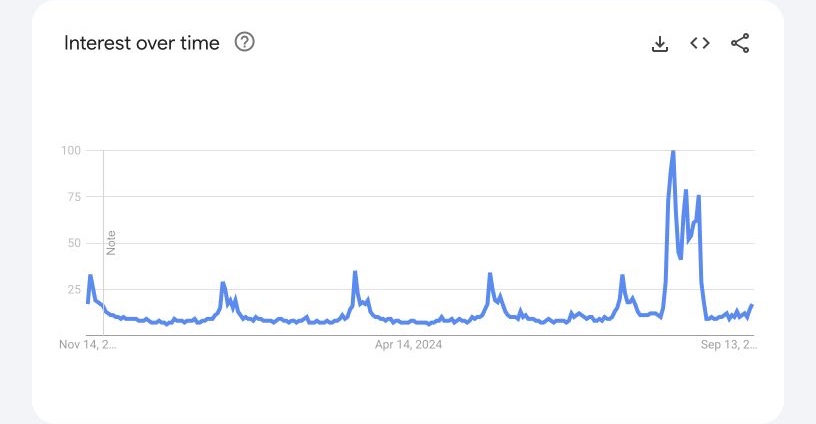 Interest over time
100
75
50
25
Note
Nov 14, 2...
Apr 14, 2024
Sep 13, 2...